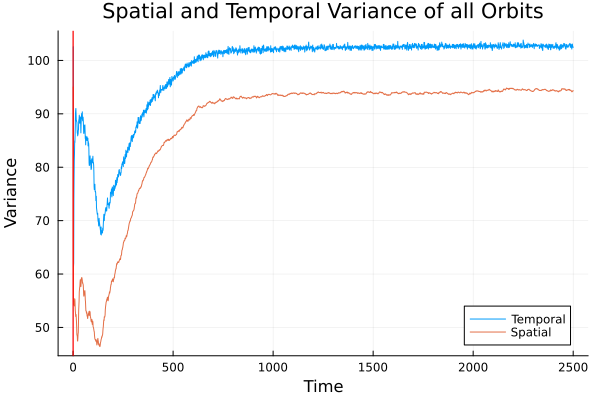 Spatial and Temporal Variance of all Orbits
Variance
100
90
80
70
60
50
Temporal
Spatial
0 500 1000 1500 2000 2500
Time